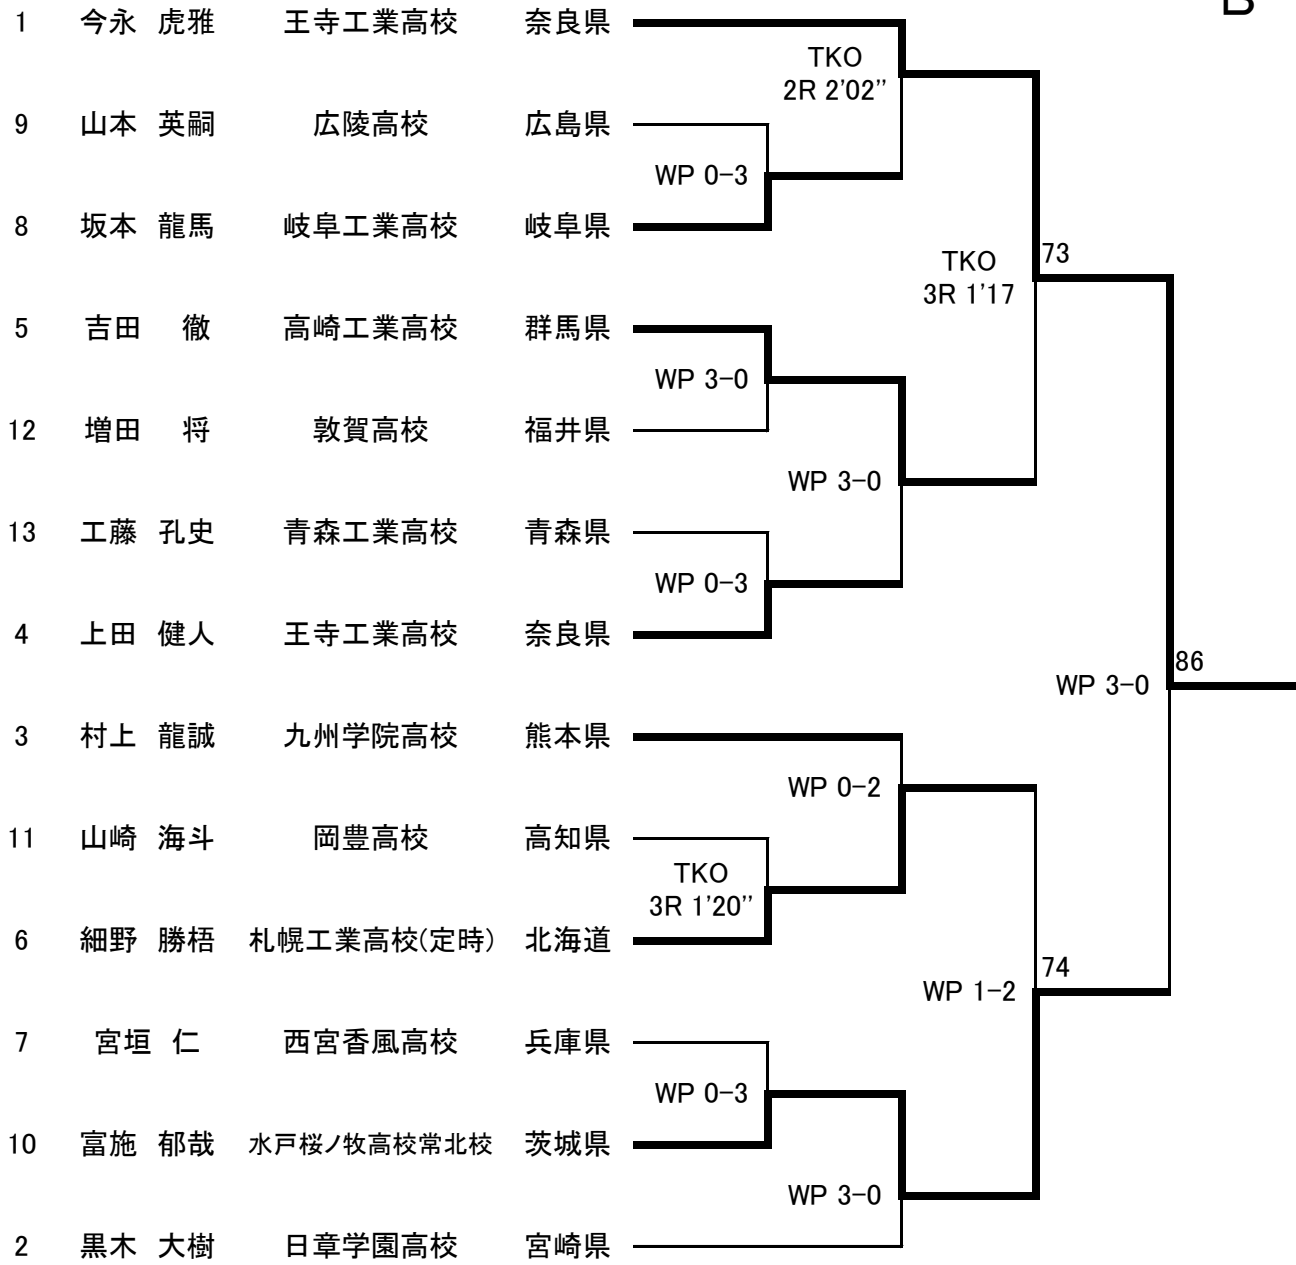 B
1 今永 虎雅 王寺工業高校 奈良県
TKO
2R 2'02”
9 山本 英嗣 広陵高校 広島県
WP 0-3
8 坂本 龍馬 岐阜工業高校 岐阜県
TKO
3R 1'17
73
5 吉田 徹 高崎工業高校 群馬県
WP 3-0
12 増田 将 敦賀高校 福井県
WP 3-0
13 工藤 孔史 青森工業高校 青森県
WP 0-3
4 上田 健人 王寺工業高校 奈良県
WP 3-0
86
3 村上 龍誠 九州学院高校 熊本県
WP 0-2
11 山崎 海斗 岡豊高校 高知県
TKO
3R 1'20”
6 細野 勝梧 札幌工業高校(定時) 北海道
WP 1-2
74
7 宮垣 仁 西宮香風高校 兵庫県
WP 0-3
10 富施 郁哉 水戸桜ノ牧高校常北校 茨城県
WP 3-0
2 黒木 大樹 日章学園高校 宮崎県